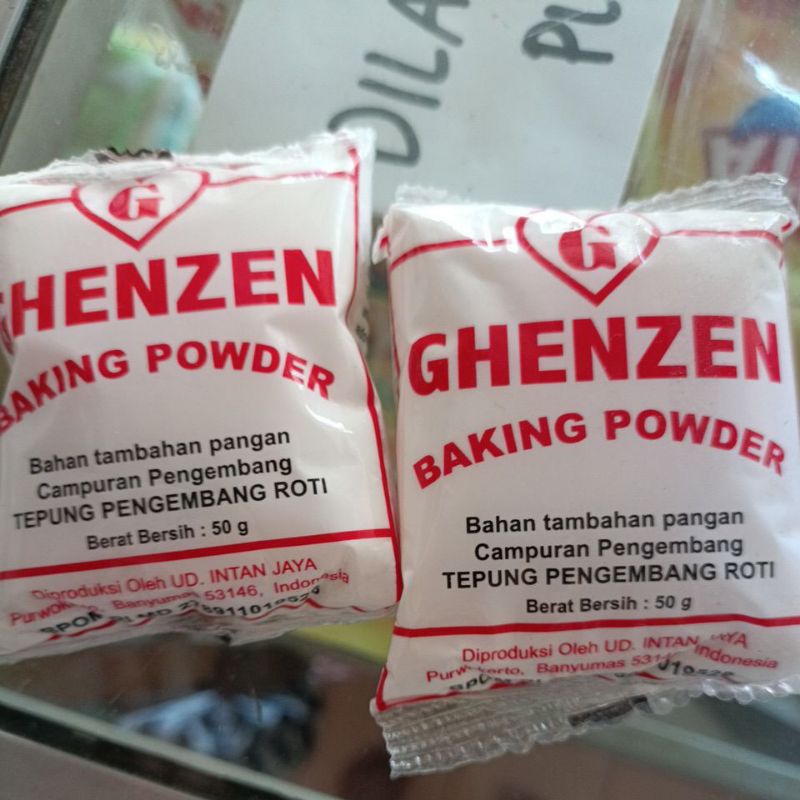 DILA
PL
G
GHENZEN
BAKING POWDER
Bahan tambahan pangan
Campuran Pengembang
TEPUNG PENGEMBANG ROTI
Berat Bersih : 50 g
Diproduksi Oleh UD. INTAN JAYA
Banyumas 53146, Indonesia
G
GHENZEN
BAKING POWDER
Bahan tambahan pangan
Campuran Pengembang
TEPUNG PENGEMBANG ROTI
Berat Bersih : 50 g
Diproduksi Oleh UD. INTAN JAYA
Banyumas Indonesia